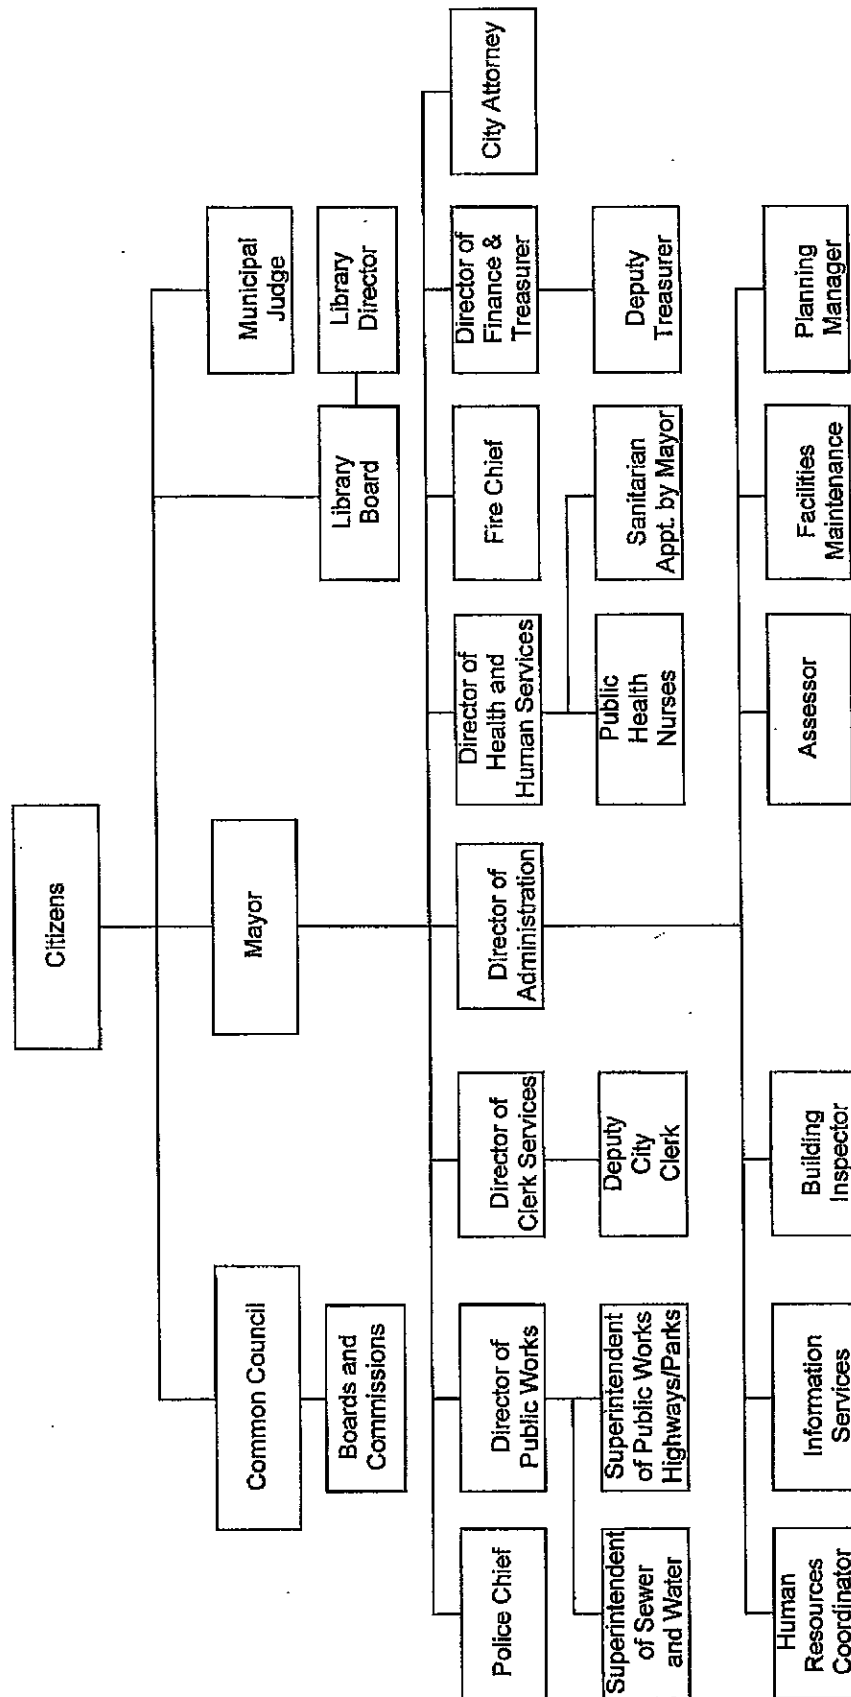 Citizens
Common Council
Mayor
Municipal
Judge
Boards and
Commissions
Library
Board
Library
Director
Police Chief
Director of
Public Works
Director of
Clerk Services
Director of
Administration
Director of
Health and
Human Services
Fire Chief
Director of
Finance &
Treasurer
City Attorney
Superintendent
of Sewer
and Water
Superintendent
of Public Works
Highways/Parks
Deputy
City
Clerk
Public
Health
Nurses
Sanitarian
Appt. by Mayor
Deputy
Treasurer
Human
Resources
Coordinator
Information
Services
Building
Inspector
Assessor
Facilities
Maintenance
Planning
Manager